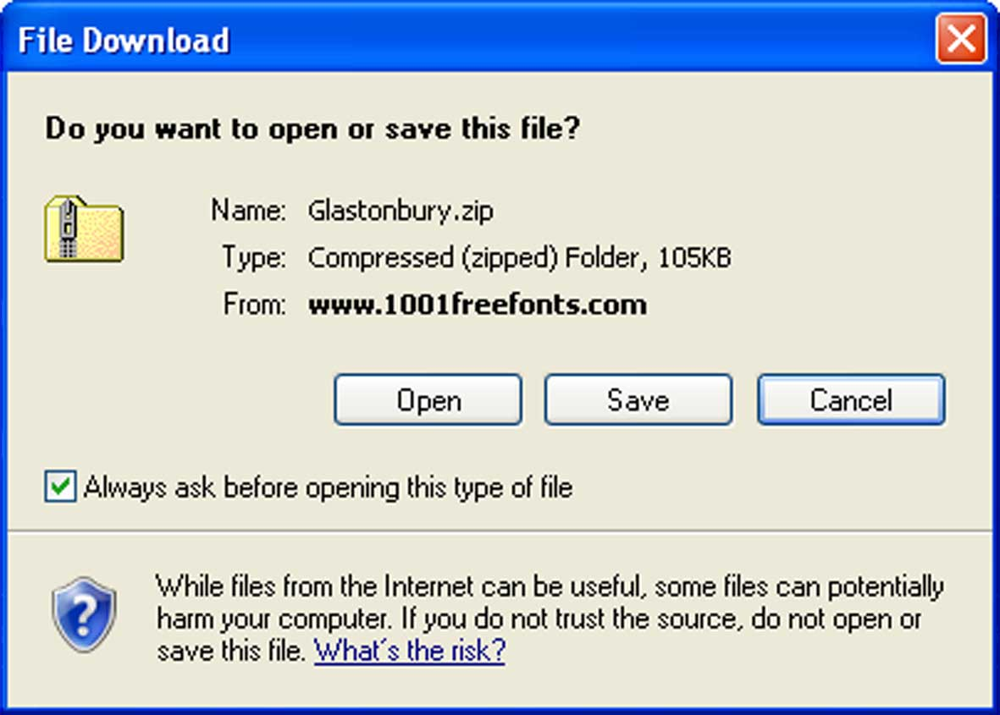 File Download
Do you want to open or save this file?
Name: Glastonbury.zip
Type: Compressed (zipped) Folder, 105KB
From: www.1001freefonts.com
Open Save Cancel
Always ask before opening this type of file
While files from the Internet can be useful, some files can potentially
harm your computer. If you do not trust the source, do not open or
save this file. What's the risk?